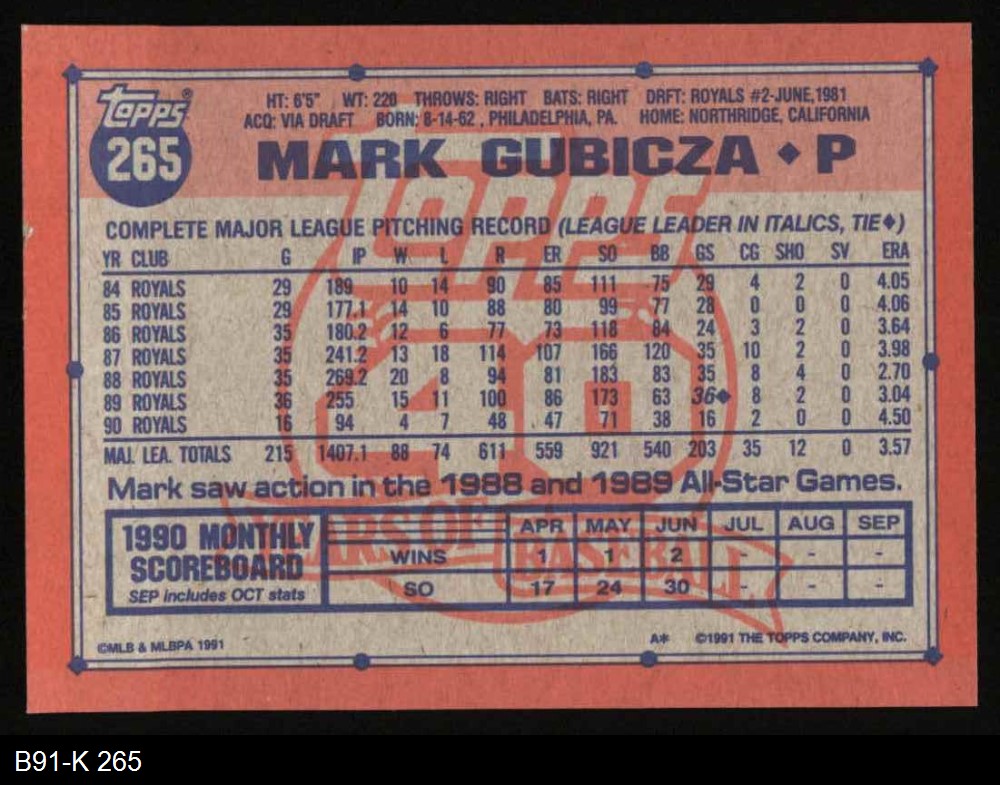 Topps®
265
HT: 6'5" WT: 220 THROWS: RIGHT BATS: RIGHT DRFT: ROYALS #2-JUNE,1981
ACQ: VIA DRAFT BORN: 8-14-62 , PHILADELPHIA, PA. HOME: NORTHRIDGE, CALIFORNIA
MARK GUBICZA ◆ P
Topps
40
YEARS OF BASEBALL
COMPLETE MAJOR LEAGUE PITCHING RECORD (LEAGUE LEADER IN ITALICS, TIE◆)
YR CLUB G IP W L R ER SO BB GS CG SHO SV ERA
84 ROYALS 29 189 10 14 90 85 111 75 29 4 2 0 4.05
85 ROYALS 29 177.1 14 10 88 80 99 77 28 0 0 0 4.06
86 ROYALS 35 180.2 12 6 77 73 118 84 24 3 2 0 3.64
87 ROYALS 35 241.2 13 18 114 107 166 120 35 10 2 0 3.98
88 ROYALS 35 269.2 20 8 94 81 183 83 35 8 4 0 2.70
89 ROYALS 36 255 15 11 100 86 173 63 36◆ 8 2 0 3.04
90 ROYALS 16 94 4 7 48 47 71 38 16 2 0 0 4.50
MAJ. LEA. TOTALS 215 1407.1 88 74 611 559 921 540 203 35 12 0 3.57
Mark saw action in the 1988 and 1989 All-Star Games.
1990 MONTHLY
SCOREBOARD
SEP includes OCT stats
APR MAY JUN JUL AUG SEP
WINS 1 1 2 - - -
SO 17 24 30 - - -
©MLB & MLBPA 1991
A* ©1991 THE TOPPS COMPANY, INC.
B91-K 265